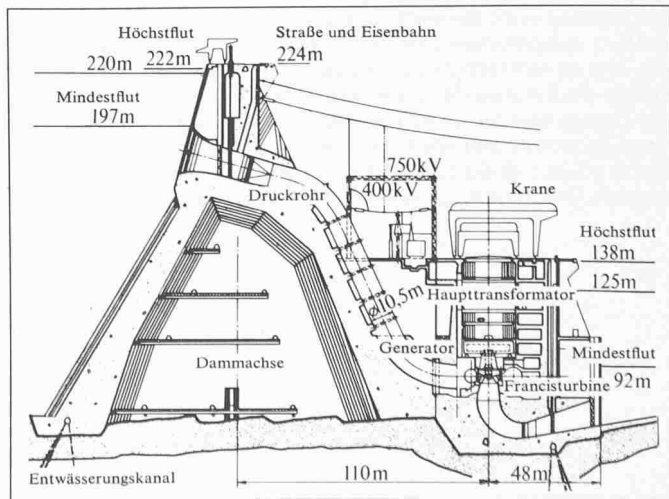 Höchstflut
Straße und Eisenbahn
220m
222m
224m
Mindestflut
197m
750kV
400kV
Krane
Druckrohr
Höchstflut
138m
125m
Haupttransformator
ø10,5m
Generator
Mindestflut
Dammachse
Francisturbine
92m
Entwässerungskanal
110m
48m